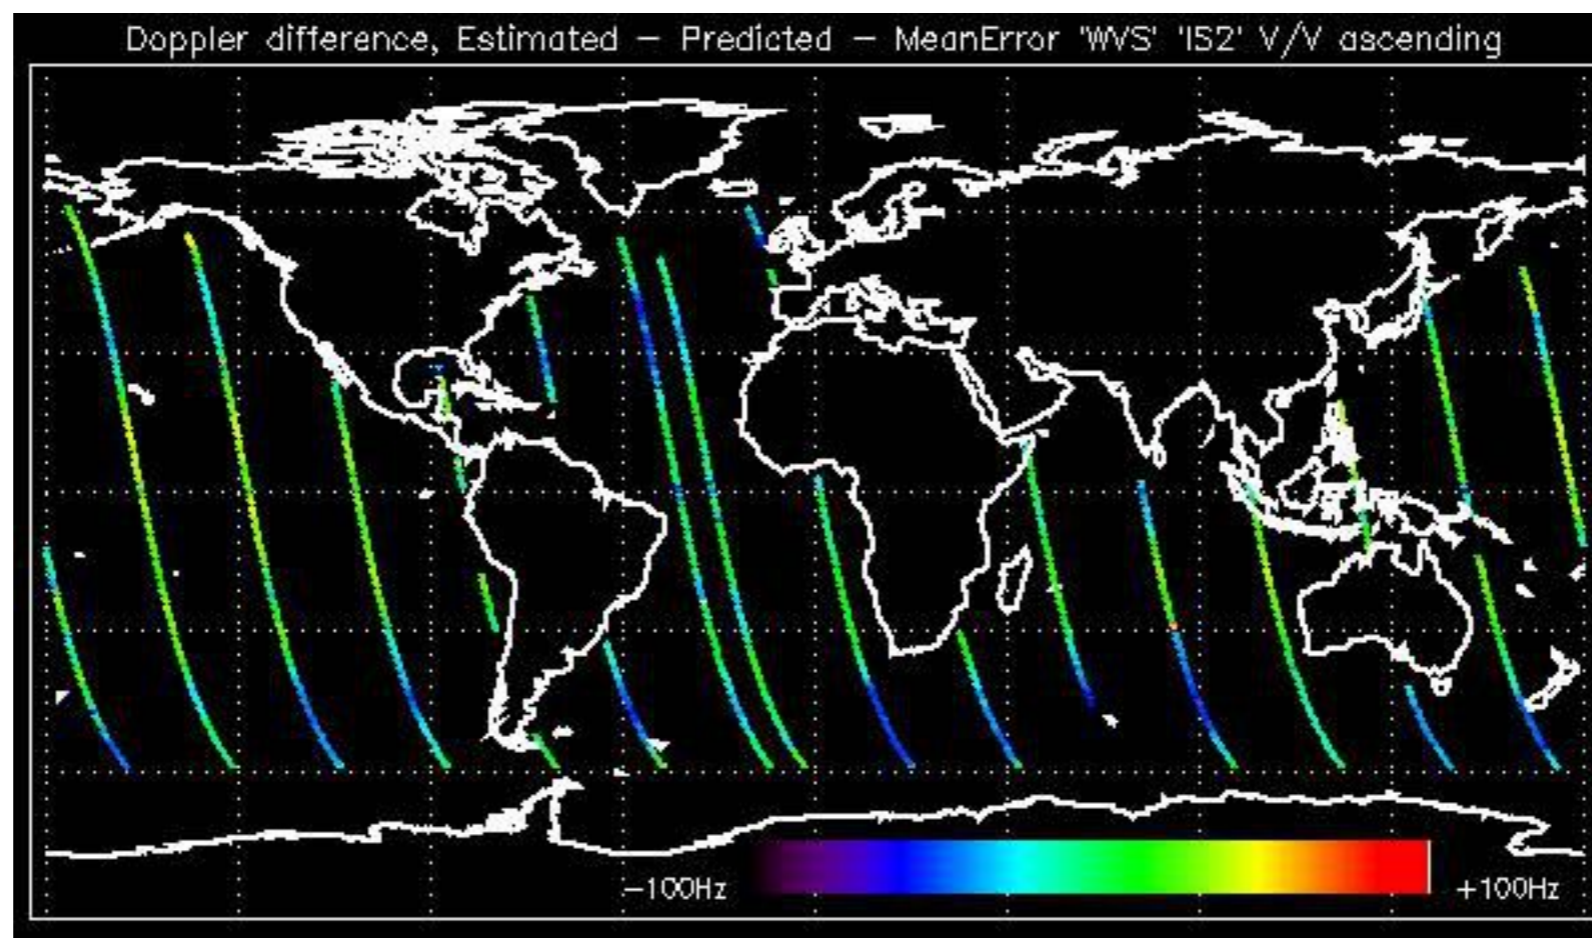 Doppler difference, Estimated – Predicted – MeanError 'WVS' 'IS2' V/V ascending
-100Hz +100Hz